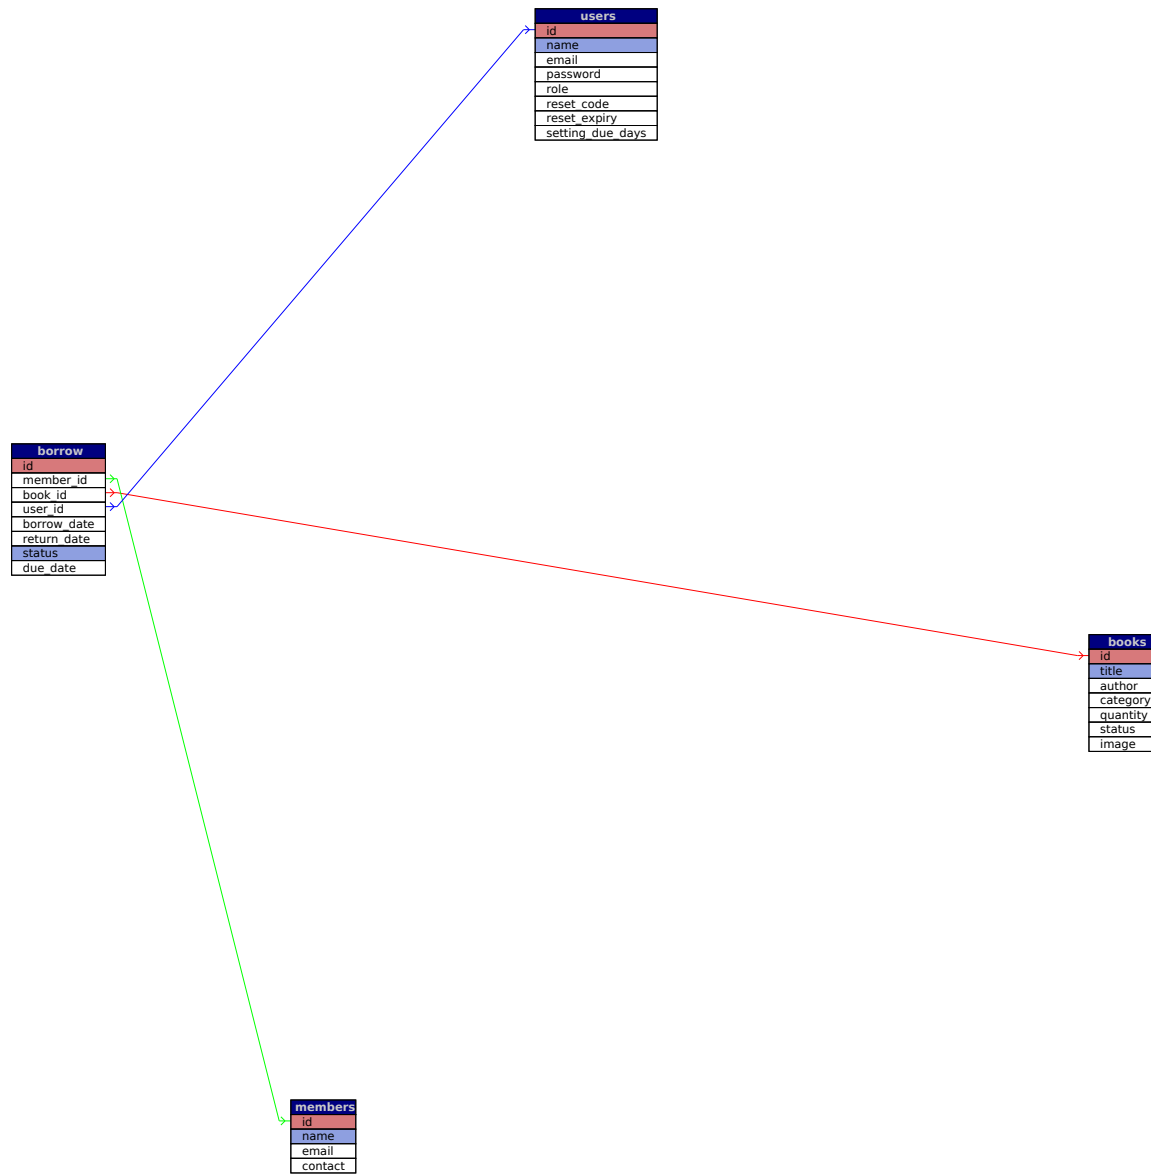 users
id
name
email
password
role
reset_code
reset_expiry
setting_due_days
borrow
id
member_id
book_id
user_id
borrow_date
return_date
status
due_date
books
id
title
author
category
quantity
status
image
members
id
name
email
contact